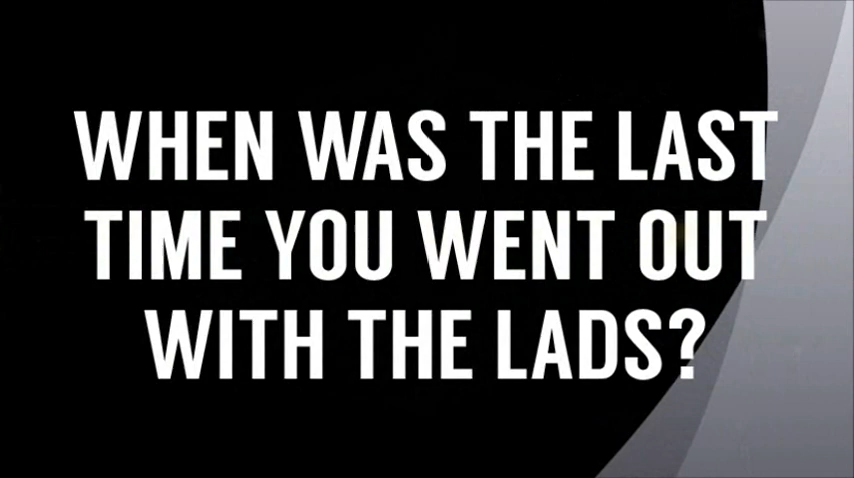 WHEN WAS THE LAST
TIME YOU WENT OUT
WITH THE LADS?